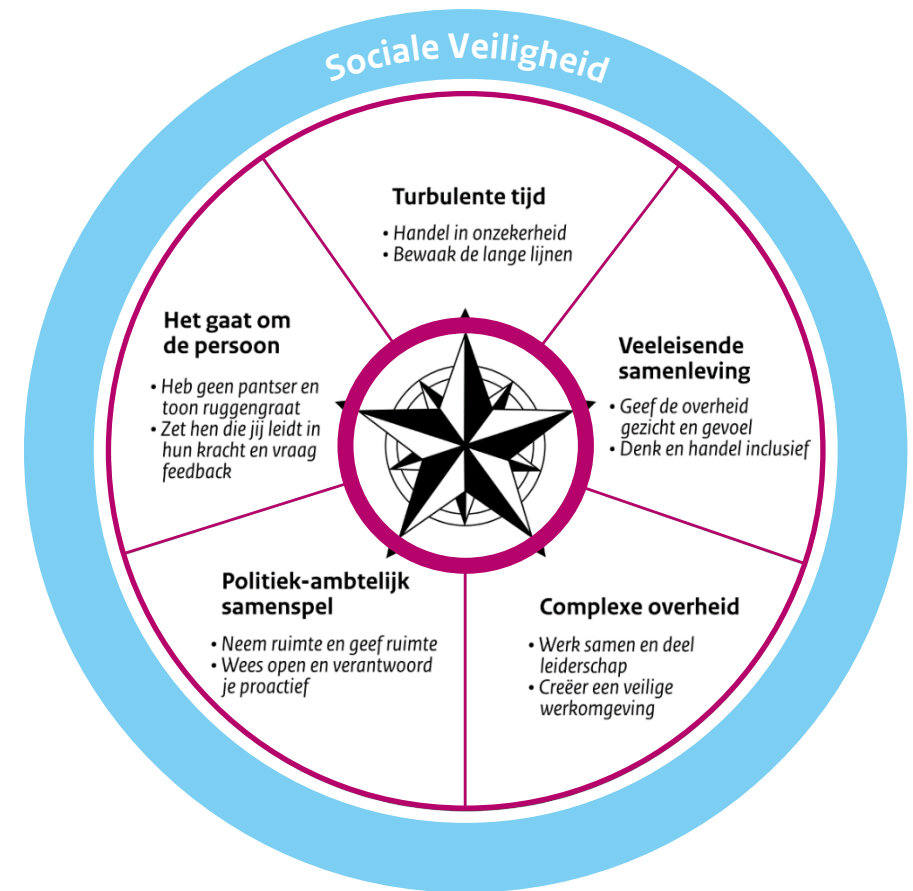 Sociale Veiligheid
Turbulente tijd
• Handel in onzekerheid
• Bewaak de lange lijnen
Veeleisende
samenleving
• Geef de overheid
gezicht en gevoel
• Denk en handel inclusief
Complexe overheid
• Werk samen en deel
leiderschap
• Creëer een veilige
werkomgeving
Politiek-ambtelijk
samenspel
• Neem ruimte en geef ruimte
• Wees open en verantwoord
je proactief
Het gaat om
de persoon
• Heb geen pantser en
toon ruggengraat
• Zet hen die jij leidt in
hun kracht en vraag
feedback